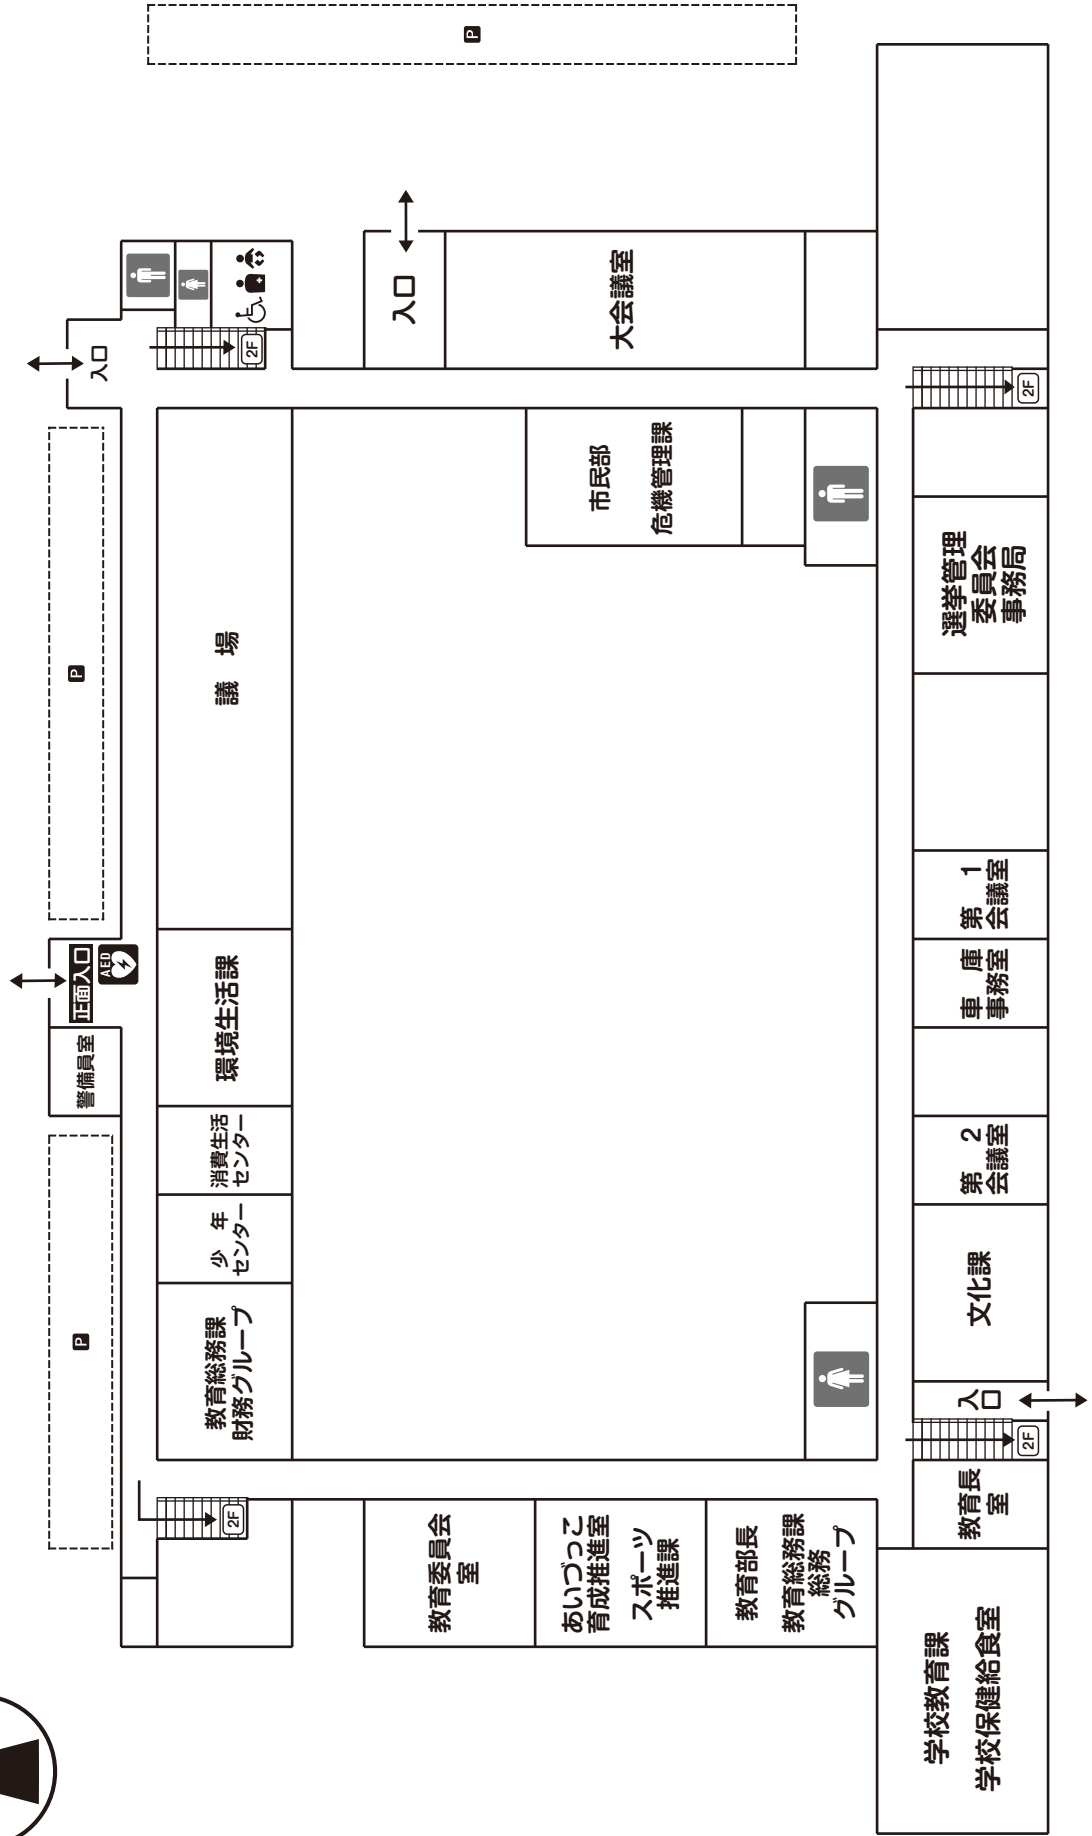 P
入口
2F
入口
大会議室
2F
P
議　場
市民部
危機管理課
選挙管理
委員会
事務局
正面入口
AED
警備員室
環境生活課
消費生活
センター
少　年
センター
教育総務課
財務グループ
P
第　1
会議室
車　庫
事務室
第　2
会議室
文化課
入口
2F
教育長
室
2F
教育委員会
室
あいづっこ
育成推進室
スポーツ
推進課
教育部長
教育総務課
総務
グループ
学校教育課
学校保健給食室